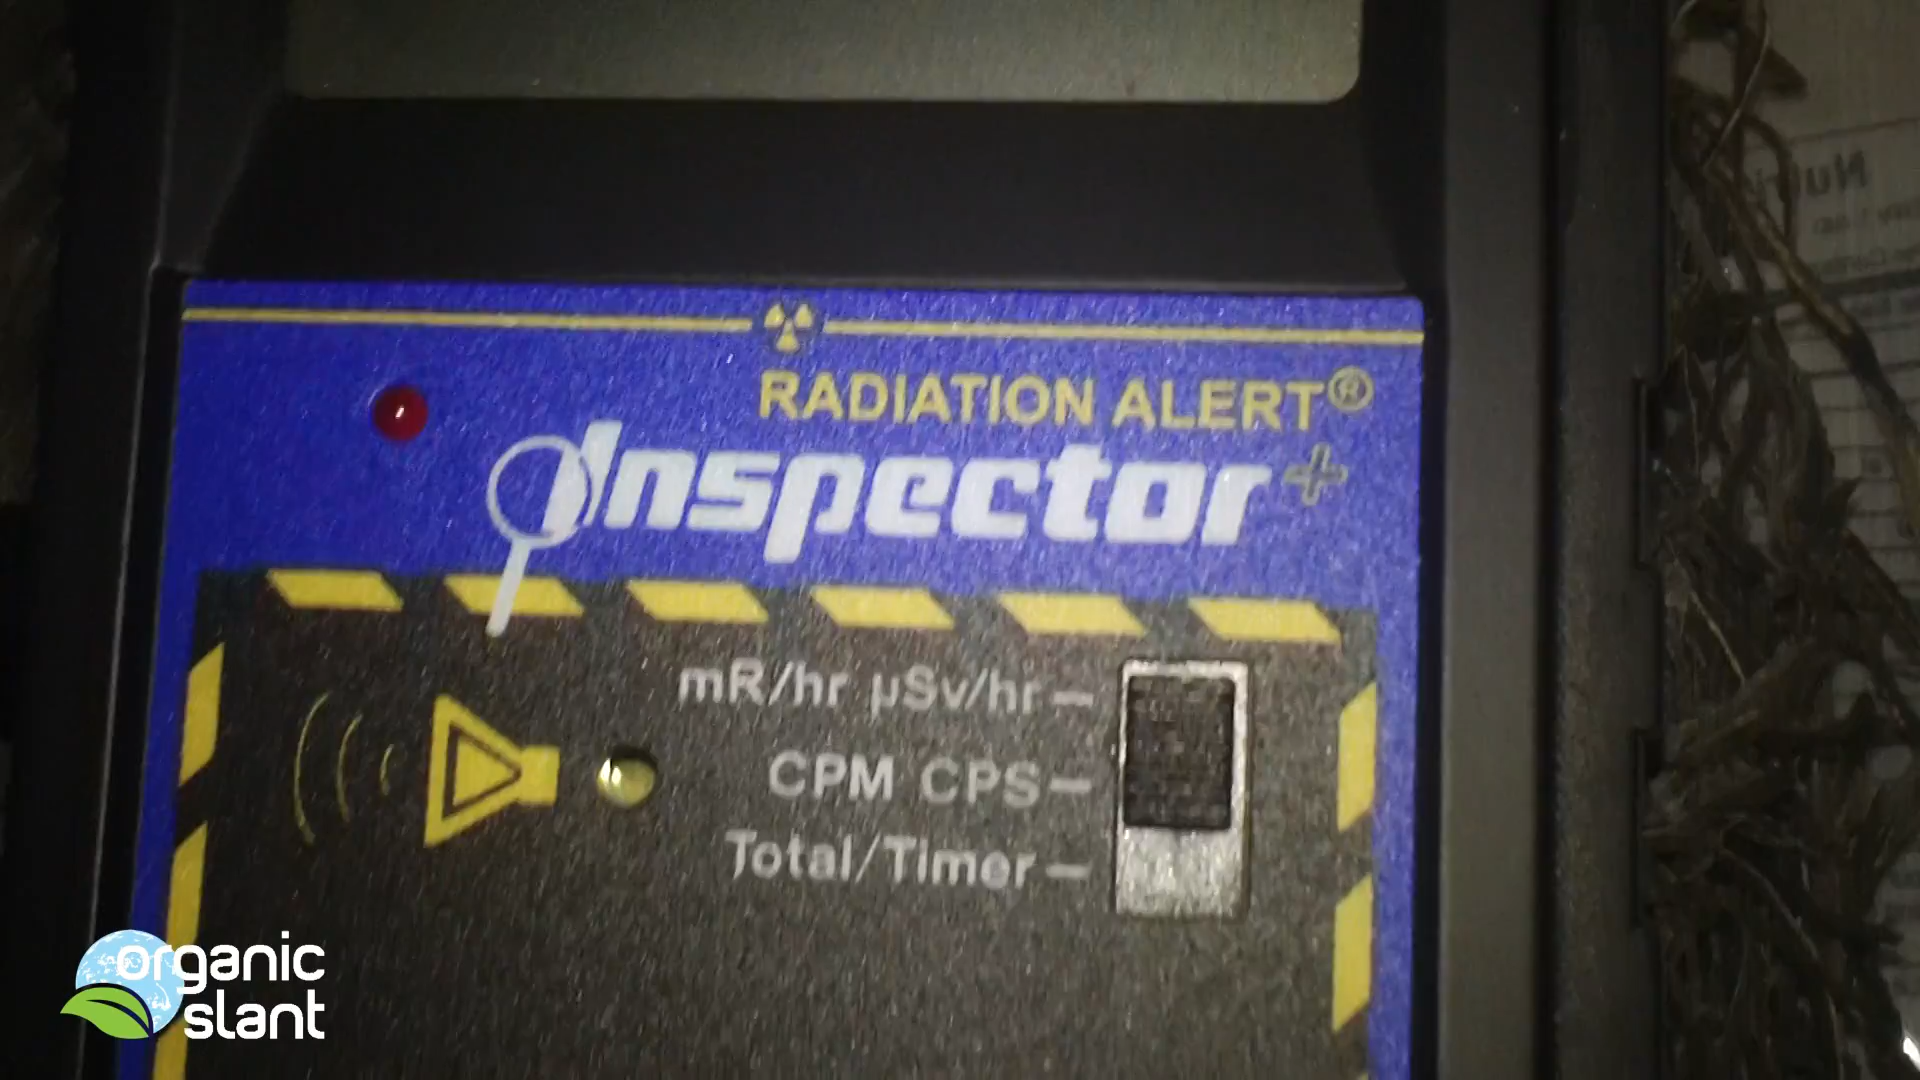 RADIATION ALERT®
Inspector+
mR/hr µSv/hr
CPM CPS
Total/Timer
organic
slant